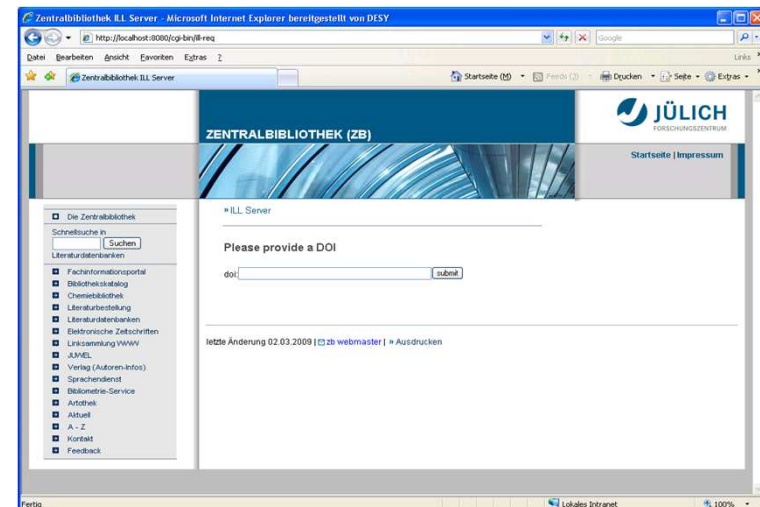 Zentralbibliothek ILL Server - Microsoft Internet Explorer bereitgestellt von DESY
http://localhost:8080/cgi-bin/ill-req
Google
Datei Bearbeiten Ansicht Favoriten Extras ?
Links
Zentralbibliothek ILL Server
Startseite (M) Feeds (J) Drucken Seite Extras
JÜLICH
FORSCHUNGSZENTRUM
ZENTRALBIBLIOTHEK (ZB)
Startseite | Impressum
Die Zentralbibliothek
Schnellsuche in
Suchen
Literaturdatenbanken
Fachinformationsportal
Bibliothekskatalog
Chemiebibliothek
Literaturbestellung
Literaturdatenbanken
Elektronische Zeitschriften
Linksammlung WWW
JUWEL
Verlag (Autoren-Infos)
Sprachendienst
Bibliometrie-Service
Artothek
Aktuell
A - Z
Kontakt
Feedback
» ILL Server
Please provide a DOI
doi: submit
letzte Änderung 02.03.2009 | zb webmaster | » Ausdrucken
Fertig
Lokales Intranet
100%